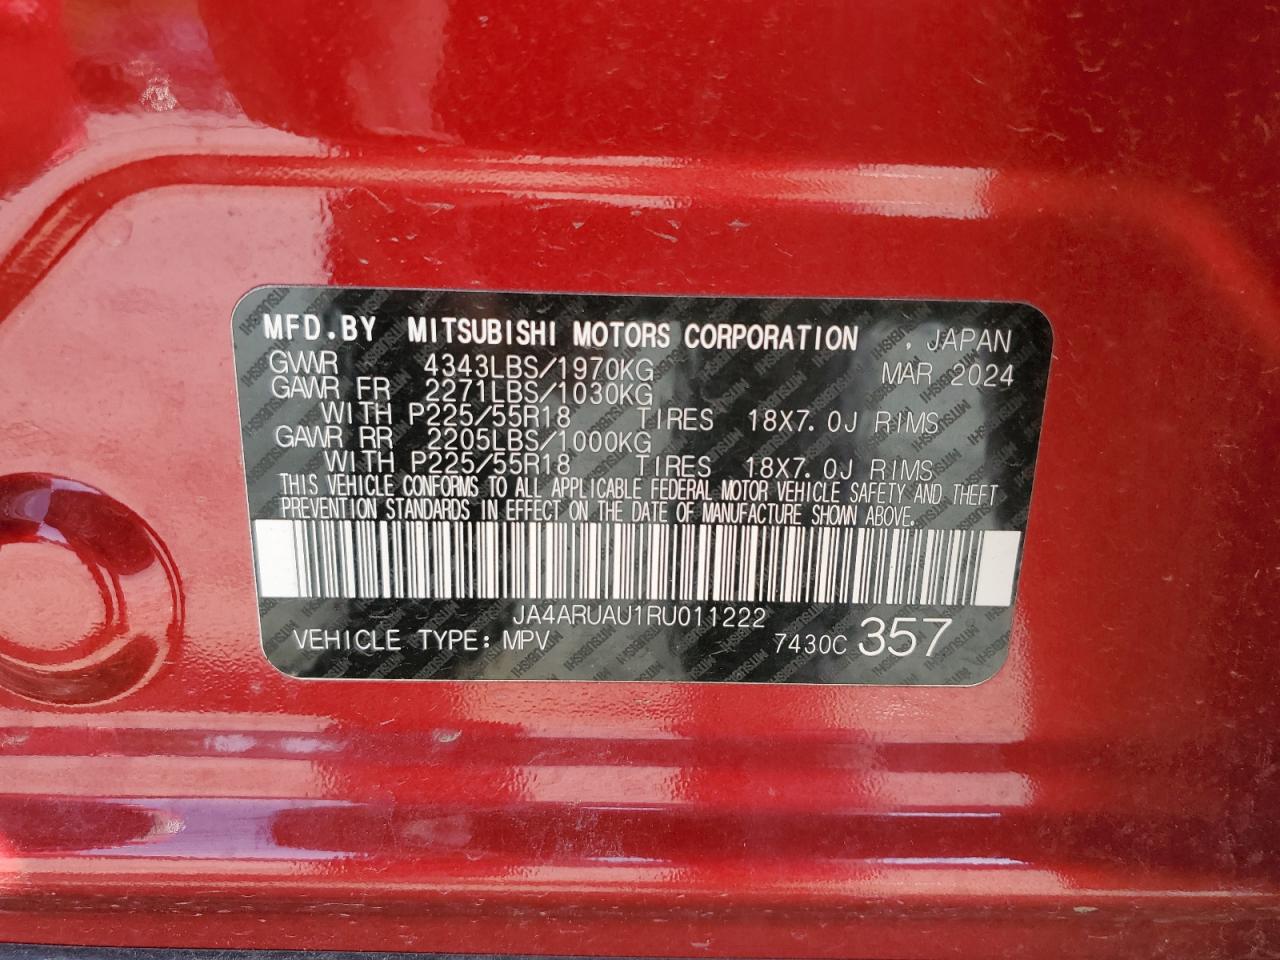 MFD.BY MITSUBISHI MOTORS CORPORATION , JAPAN
GVWR 4343LBS/1970KG MAR 2024
GAWR FR 2271LBS/1030KG
WITH P225/55R18 TIRES 18X7.0J RIMS
GAWR RR 2205LBS/1000KG
WITH P225/55R18 TIRES 18X7.0J RIMS
THIS VEHICLE CONFORMS TO ALL APPLICABLE FEDERAL MOTOR VEHICLE SAFETY AND THEFT
PREVENTION STANDARDS IN EFFECT ON THE DATE OF MANUFACTURE SHOWN ABOVE.
JA4ARUAU1RU011222
VEHICLE TYPE: MPV 7430C 357